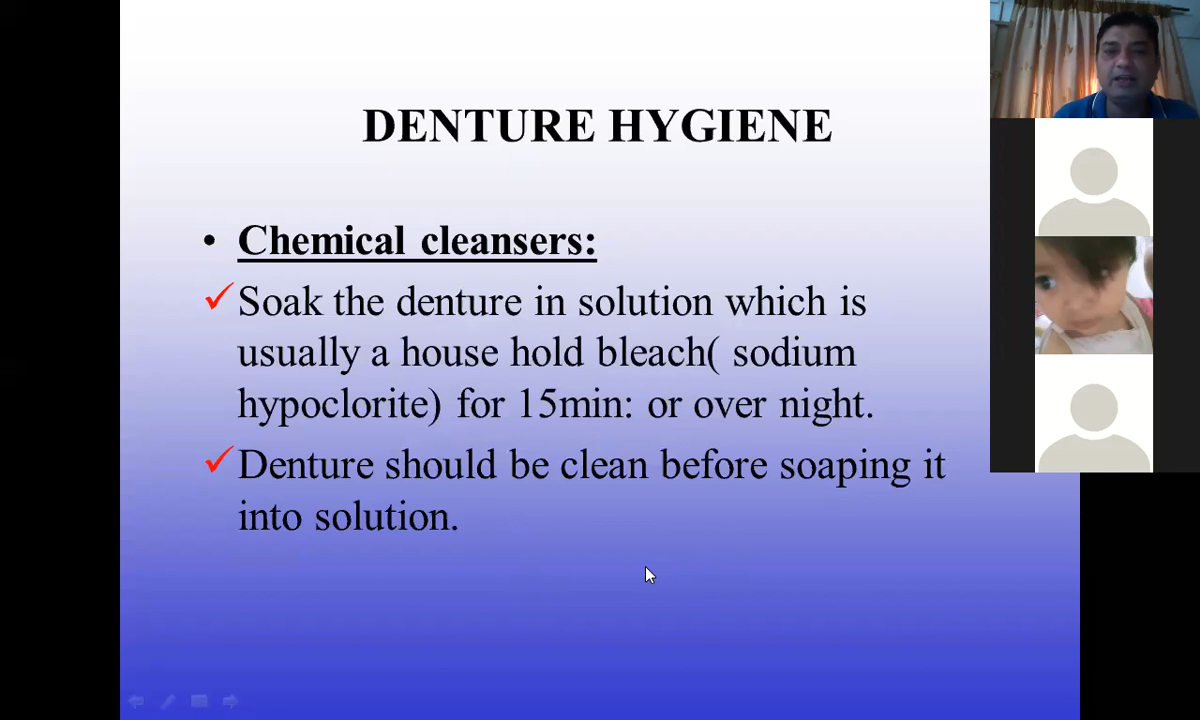 DENTURE HYGIENE
• Chemical cleansers:
✓Soak the denture in solution which is
usually a house hold bleach( sodium
hypoclorite) for 15min: or over night.
✓Denture should be clean before soaping it
into solution.